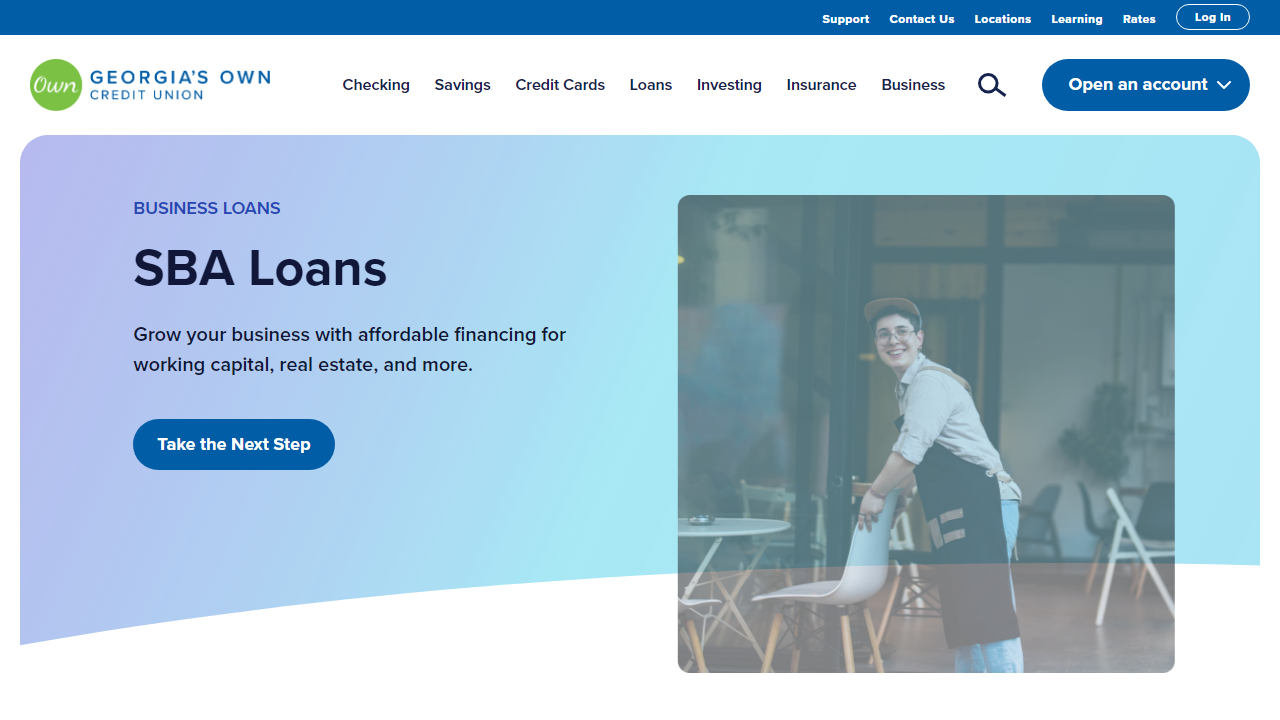 Support
Contact Us
Locations
Learning
Rates
Log In
Own
GEORGIA'S OWN
CREDIT UNION
Checking
Savings
Credit Cards
Loans
Investing
Insurance
Business
Open an account
BUSINESS LOANS
SBA Loans
Grow your business with affordable financing for
working capital, real estate, and more.
Take the Next Step